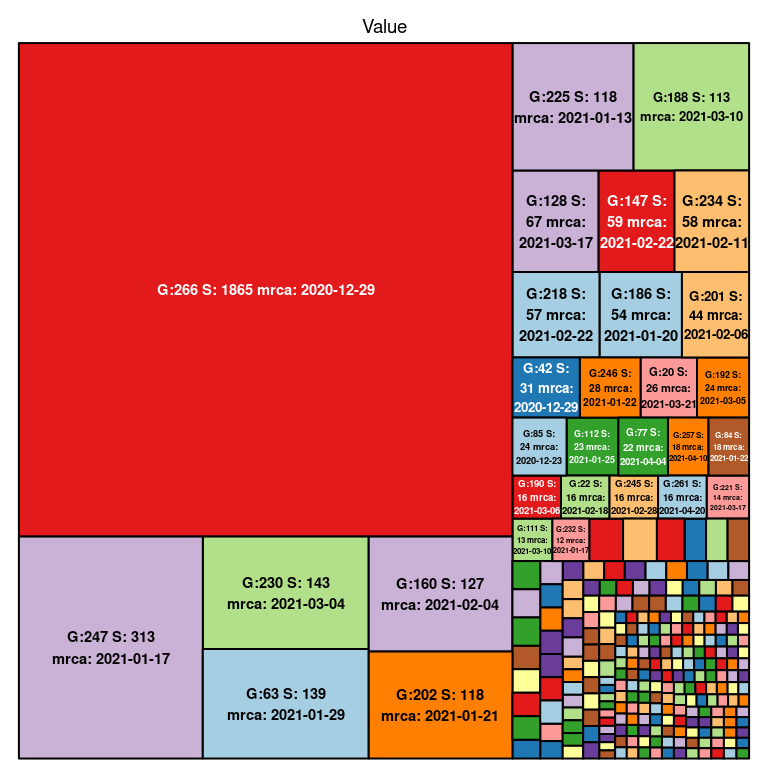 Value
G:266 S: 1865 mrca: 2020-12-29
G:247 S: 313
mrca: 2021-01-17
G:230 S: 143
mrca: 2021-03-04
G:63 S: 139
mrca: 2021-01-29
G:160 S: 127
mrca: 2021-02-04
G:202 S: 118
mrca: 2021-01-21
G:225 S: 118
mrca: 2021-01-13
G:188 S: 113
mrca: 2021-03-10
G:128 S:
67 mrca:
2021-03-17
G:147 S:
59 mrca:
2021-02-22
G:234 S:
58 mrca:
2021-02-11
G:218 S:
57 mrca:
2021-02-22
G:186 S:
54 mrca:
2021-01-20
G:201 S:
44 mrca:
2021-02-06
G:42 S:
31 mrca:
2020-12-29
G:246 S:
28 mrca:
2021-01-22
G:20 S:
26 mrca:
2021-03-21
G:192 S:
24 mrca:
2021-03-05
G:85 S:
24 mrca:
2020-12-23
G:112 S:
23 mrca:
2021-01-25
G:77 S:
22 mrca:
2021-04-04
G:257 S:
18 mrca:
2021-04-10
G:84 S:
18 mrca:
2021-01-22
G:190 S:
16 mrca:
2021-03-06
G:22 S:
16 mrca:
2021-02-18
G:245 S:
16 mrca:
2021-02-28
G:261 S:
16 mrca:
2021-04-20
G:221 S:
14 mrca:
2021-03-17
G:111 S:
13 mrca:
2021-03-10
G:232 S:
12 mrca:
2021-01-17